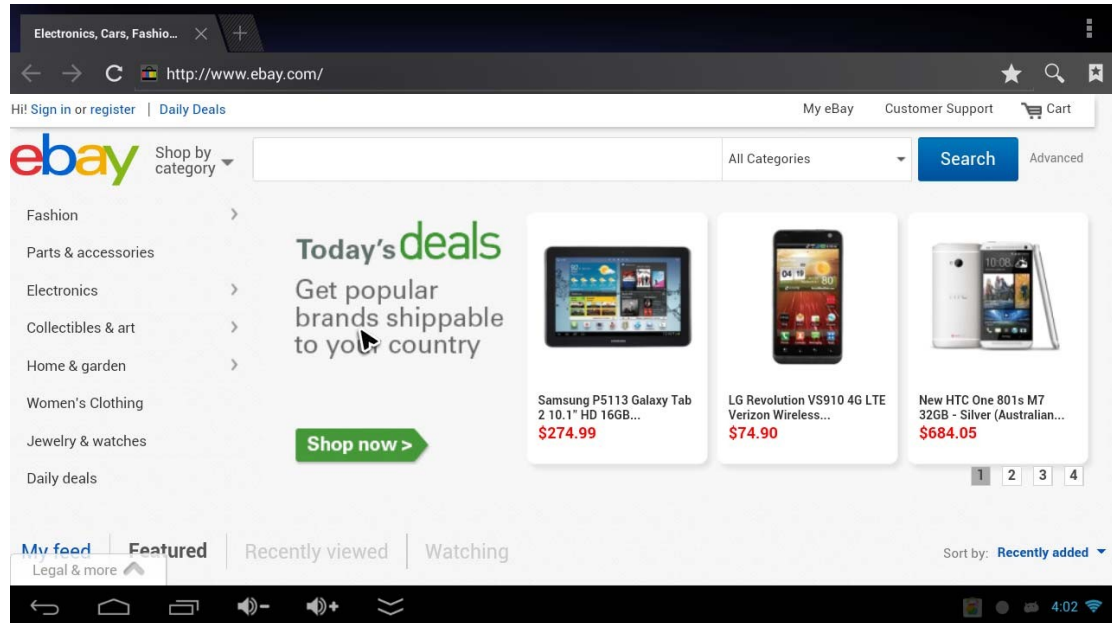 Electronics, Cars, Fashio...
http://www.ebay.com/
Hi! Sign in or register | Daily Deals
My eBay Customer Support Cart
ebay
Shop by
category
All Categories
Search
Advanced
Fashion
Parts & accessories
Electronics
Collectibles & art
Home & garden
Women's Clothing
Jewelry & watches
Daily deals
Today's deals
Get popular
brands shippable
to your country
Shop now >
Samsung P5113 Galaxy Tab
2 10.1" HD 16GB...
$274.99
LG Revolution VS910 4G LTE
Verizon Wireless...
$74.90
New HTC One 801s M7
32GB - Silver (Australian...
$684.05
1 2 3 4
My feed Featured Recently viewed Watching
Sort by: Recently added
Legal & more
4:02